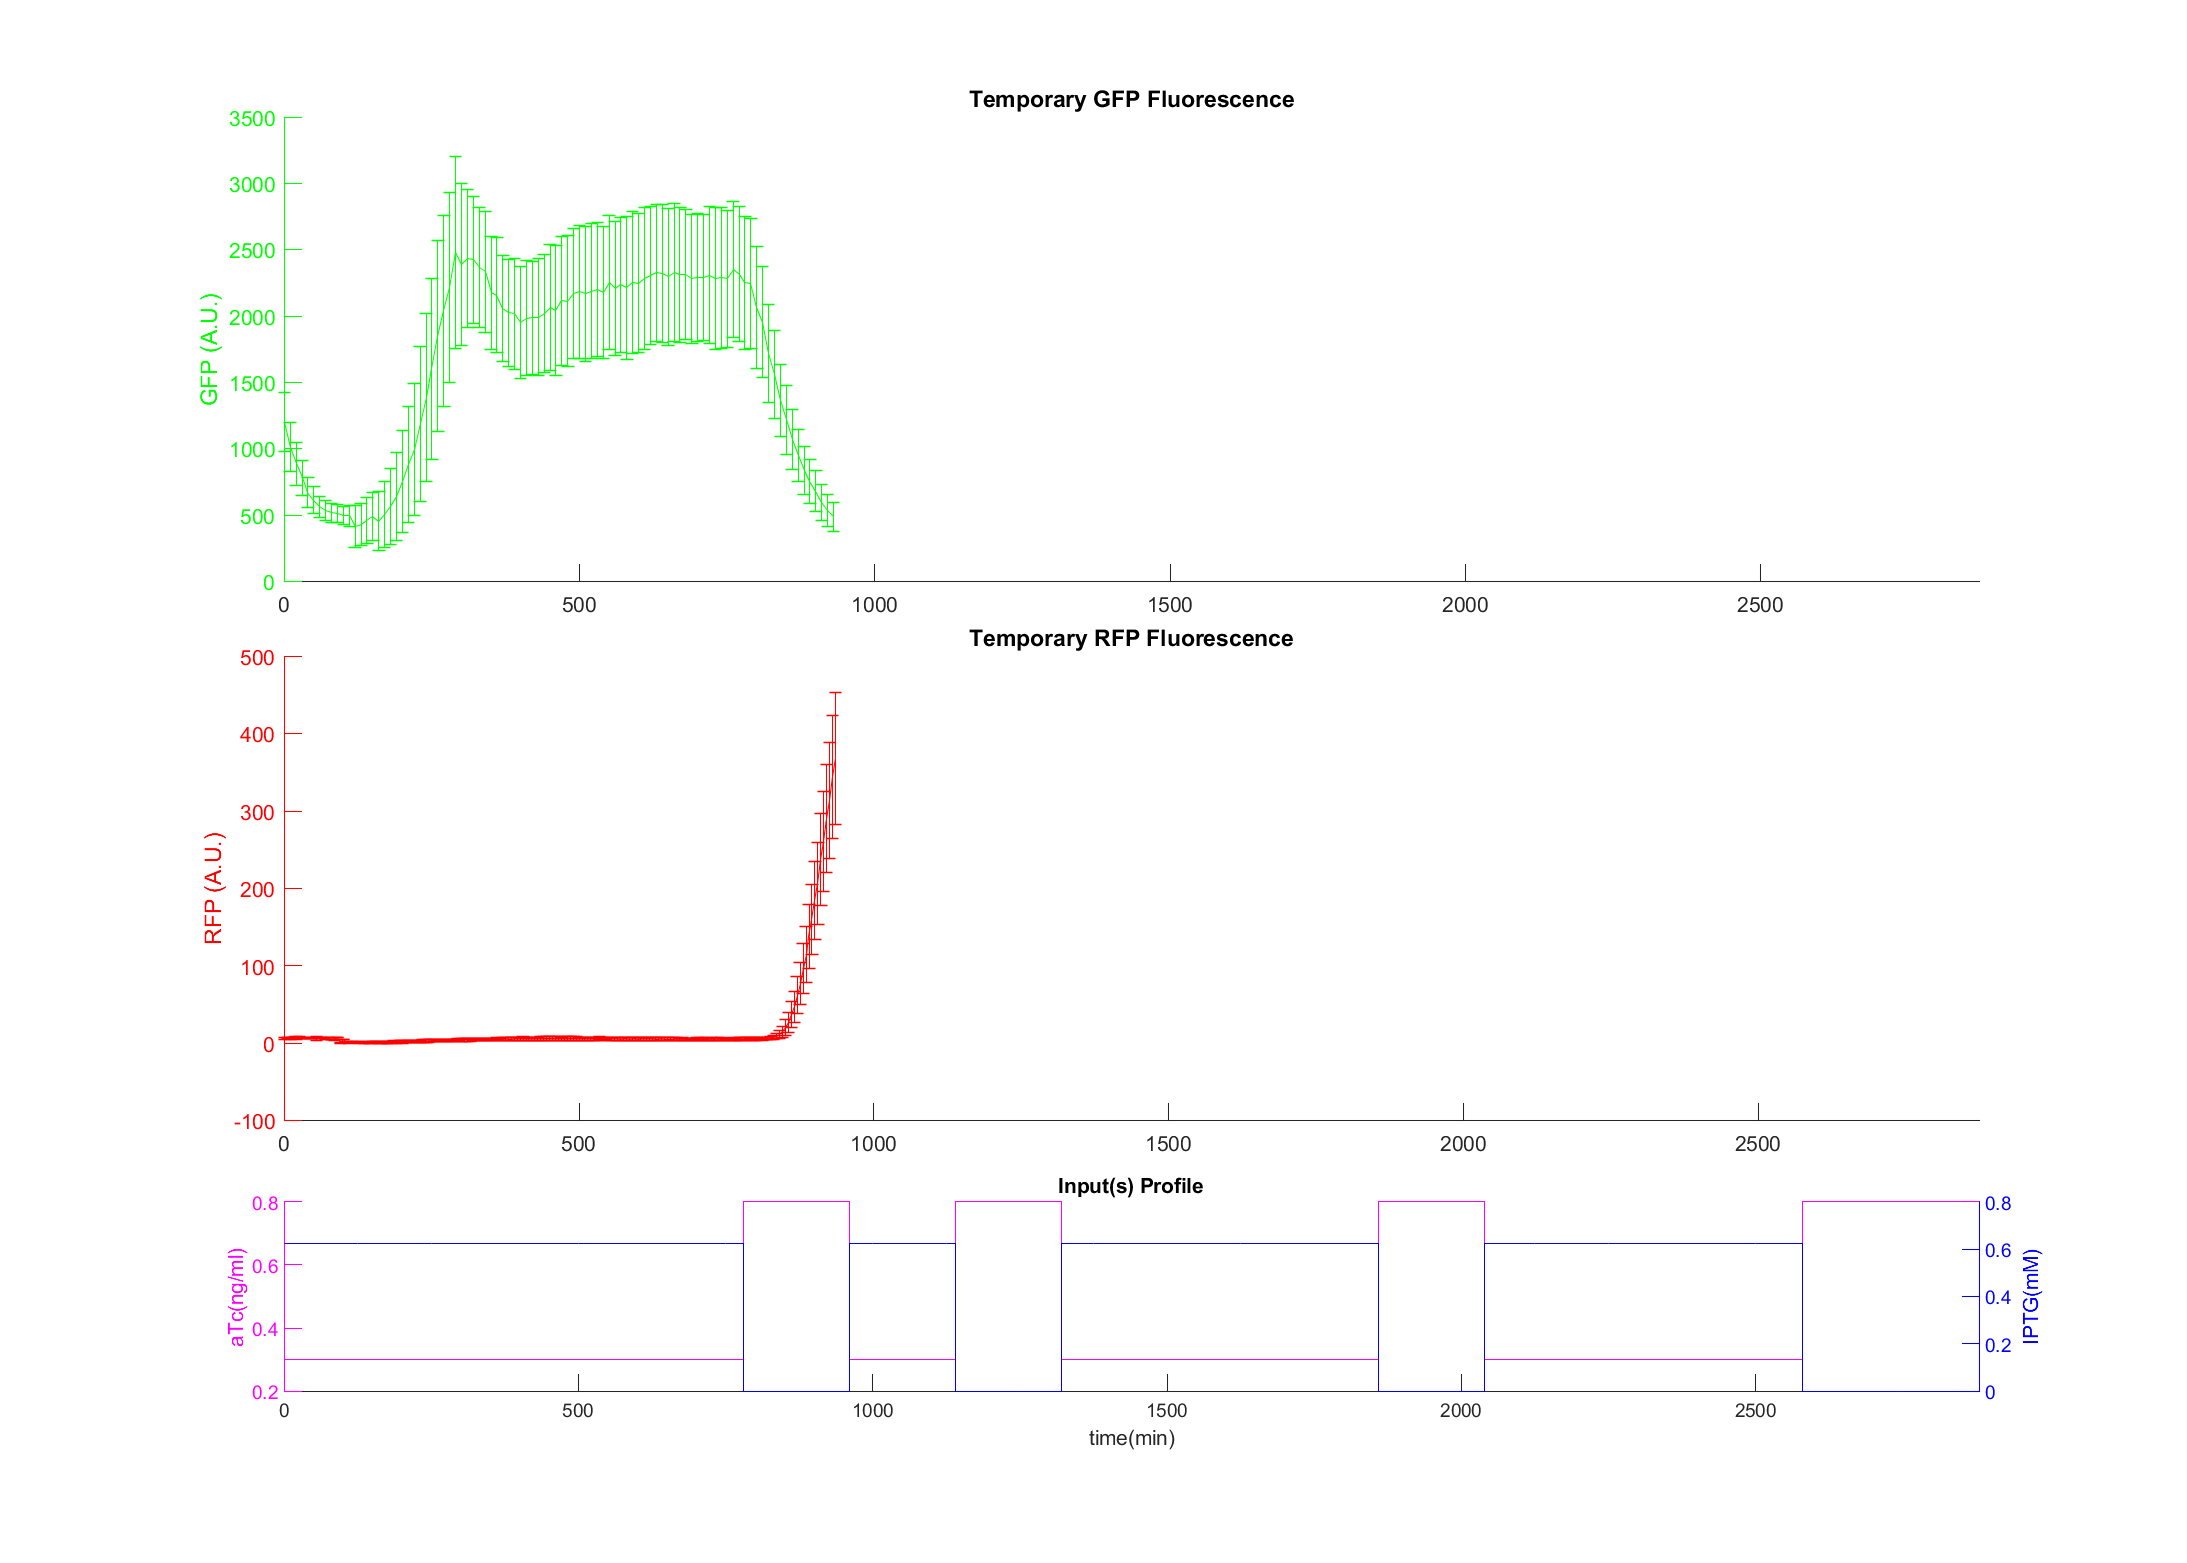 Temporary GFP Fluorescence
3500
3000
2500
2000
1500
1000
500
0
GFP (A.U.)
0 500 1000 1500 2000 2500
Temporary RFP Fluorescence
500
400
300
200
100
0
-100
RFP (A.U.)
0 500 1000 1500 2000 2500
Input(s) Profile
0.8
0.6
0.4
0.2
aTc(ng/ml)
0.8
0.6
0.4
0.2
0
IPTG(mM)
0 500 1000 1500 2000 2500
time(min)